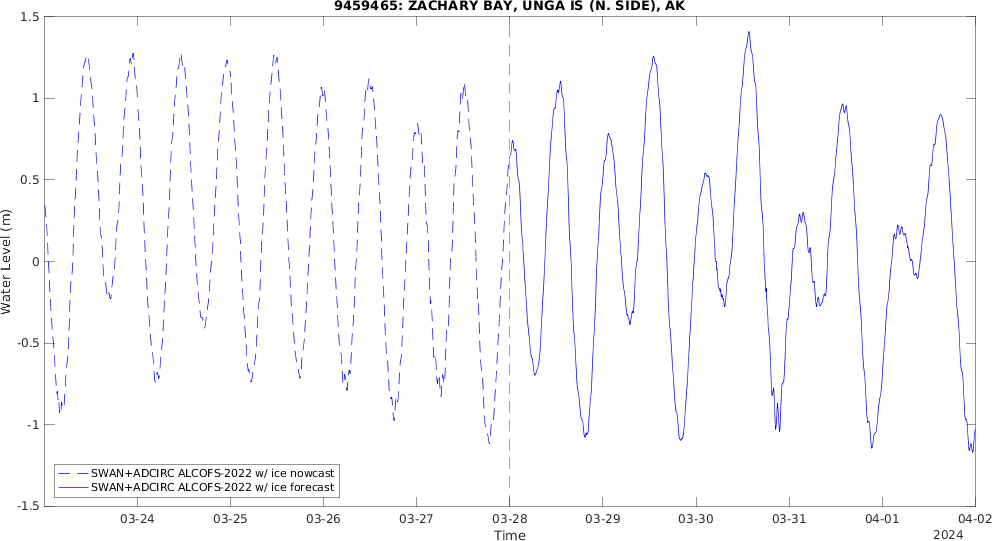 9459465: ZACHARY BAY, UNGA IS (N. SIDE), AK
1.5
1
0.5
0
-0.5
-1
-1.5
Water Level (m)
SWAN+ADCIRC ALCOFS-2022 w/ ice nowcast
SWAN+ADCIRC ALCOFS-2022 w/ ice forecast
03-24 03-25 03-26 03-27 03-28 03-29 03-30 03-31 04-01 04-02
Time
2024